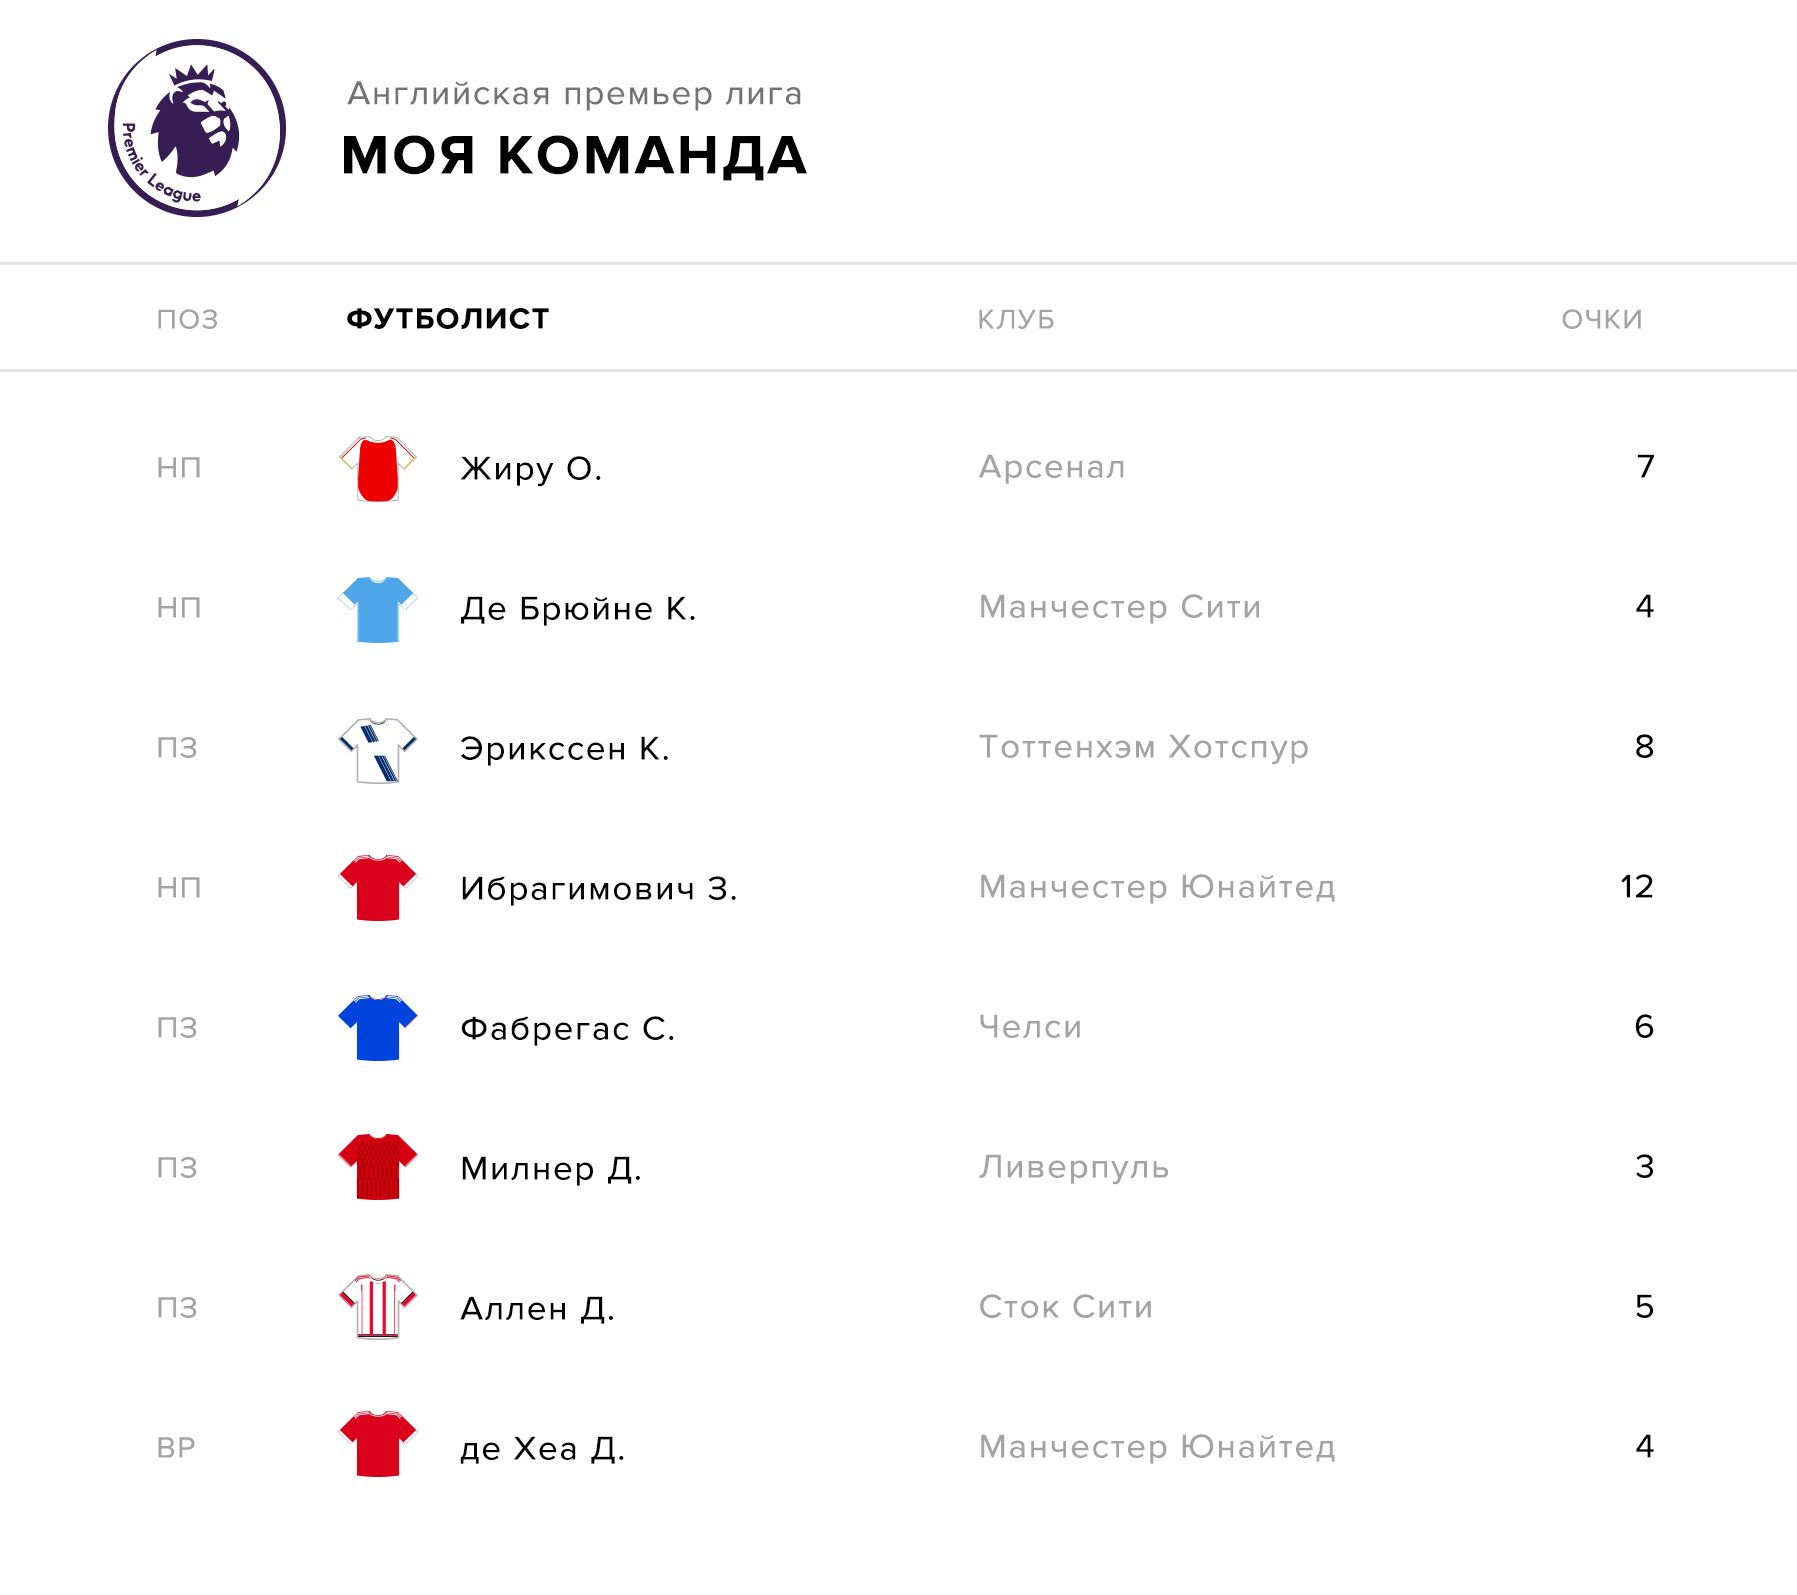 Premier League
Английская премьер лига
МОЯ КОМАНДА
ПОЗ ФУТБОЛИСТ КЛУБ ОЧКИ
НП Жиру О. Арсенал 7
НП Де Брюйне К. Манчестер Сити 4
ПЗ Эрикссен К. Тоттенхэм Хотспур 8
НП Ибрагимович З. Манчестер Юнайтед 12
ПЗ Фабрегас С. Челси 6
ПЗ Милнер Д. Ливерпуль 3
ПЗ Аллен Д. Сток Сити 5
ВР де Хеа Д. Манчестер Юнайтед 4